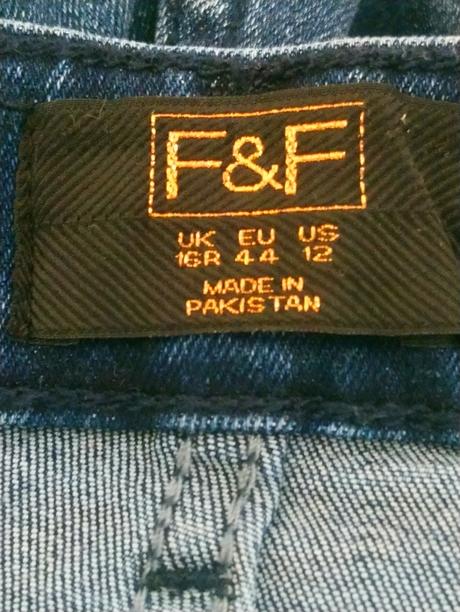 F&F
UK EU US
16R 44 12
MADE IN
PAKISTAN